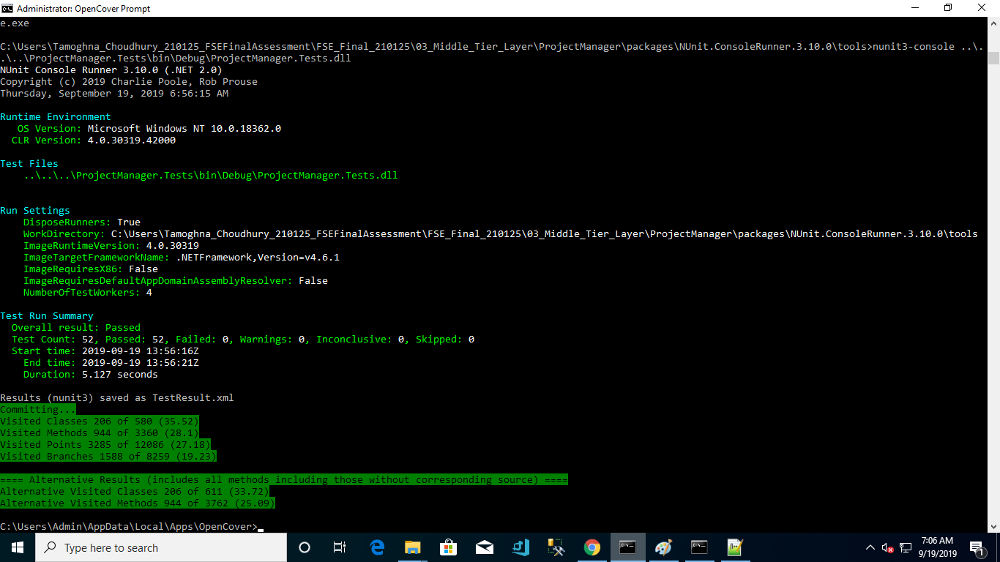 Administrator: OpenCover Prompt
e.exe
C:\Users\Tamoghna_Choudhury_210125_FSEFinalAssessment\FSE_Final_210125\03_Middle_Tier_Layer\ProjectManager\packages\NUnit.ConsoleRunner.3.10.0\tools>nunit3-console ..\.
.\..\ProjectManager.Tests\bin\Debug\ProjectManager.Tests.dll
NUnit Console Runner 3.10.0 (.NET 2.0)
Copyright (c) 2019 Charlie Poole, Rob Prouse
Thursday, September 19, 2019 6:56:15 AM
Runtime Environment
OS Version: Microsoft Windows NT 10.0.18362.0
CLR Version: 4.0.30319.42000
Test Files
..\..\..\ProjectManager.Tests\bin\Debug\ProjectManager.Tests.dll
Run Settings
DisposeRunners: True
WorkDirectory: C:\Users\Tamoghna_Choudhury_210125_FSEFinalAssessment\FSE_Final_210125\03_Middle_Tier_Layer\ProjectManager\packages\NUnit.ConsoleRunner.3.10.0\tools
ImageRuntimeVersion: 4.0.30319
ImageTargetFrameworkName: .NETFramework,Version=v4.6.1
ImageRequiresX86: False
ImageRequiresDefaultAppDomainAssemblyResolver: False
NumberOfTestWorkers: 4
Test Run Summary
Overall result: Passed
Test Count: 52, Passed: 52, Failed: 0, Warnings: 0, Inconclusive: 0, Skipped: 0
Start time: 2019-09-19 13:56:16Z
End time: 2019-09-19 13:56:21Z
Duration: 5.127 seconds
Results (nunit3) saved as TestResult.xml
Committing...
Visited Classes 206 of 580 (35.52)
Visited Methods 944 of 3360 (28.1)
Visited Points 3285 of 12086 (27.18)
Visited Branches 1588 of 8259 (19.23)
==== Alternative Results (includes all methods including those without corresponding source) ====
Alternative Visited Classes 206 of 611 (33.72)
Alternative Visited Methods 944 of 3762 (25.09)
C:\Users\Admin\AppData\Local\Apps\OpenCover>
Type here to search
7:06 AM
9/19/2019
1